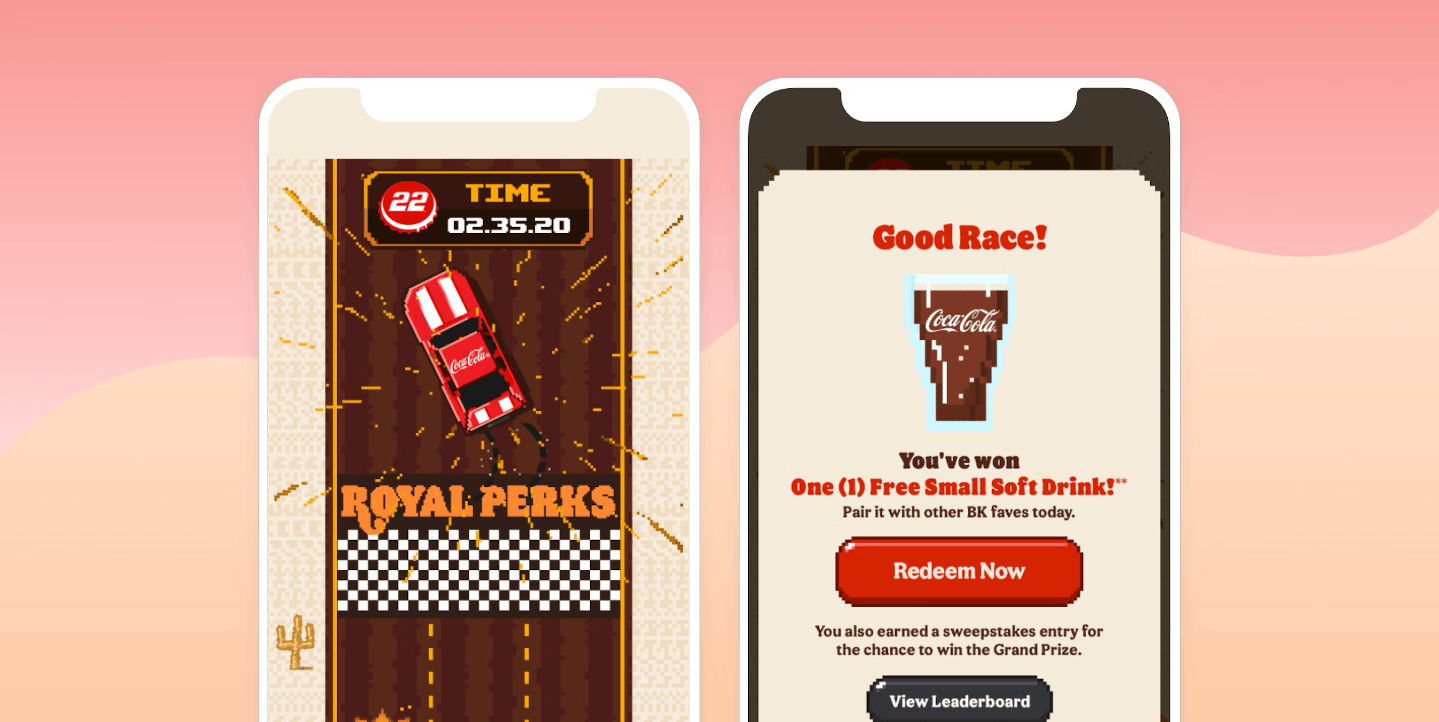 22
TIME
02.35.20
Coca-Cola
ROYAL PERKS
TIME
Good Race!
Coca-Cola
You've won
One (1) Free Small Soft Drink!**
Pair it with other BK faves today.
Redeem Now
You also earned a sweepstakes entry for
the chance to win the Grand Prize.
View Leaderboard